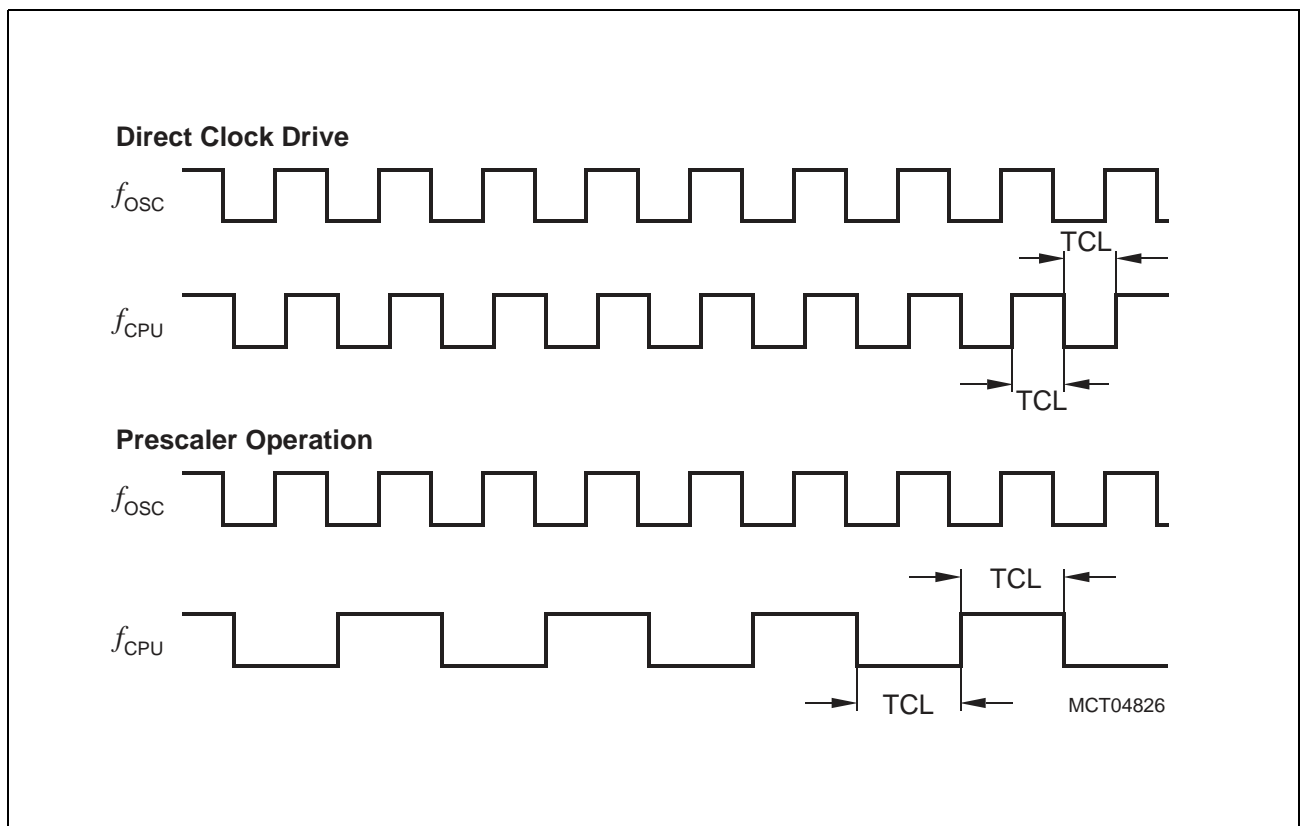 Direct Clock Drive
fOSC
TCL
fCPU
TCL
Prescaler Operation
fOSC
TCL
fCPU
TCL
MCT04826